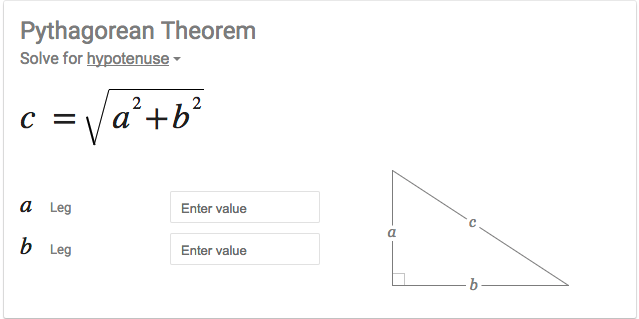 Pythagorean Theorem
Solve for hypotenuse
c = √a²+b²
a Leg Enter value
b Leg Enter value
a
c
b